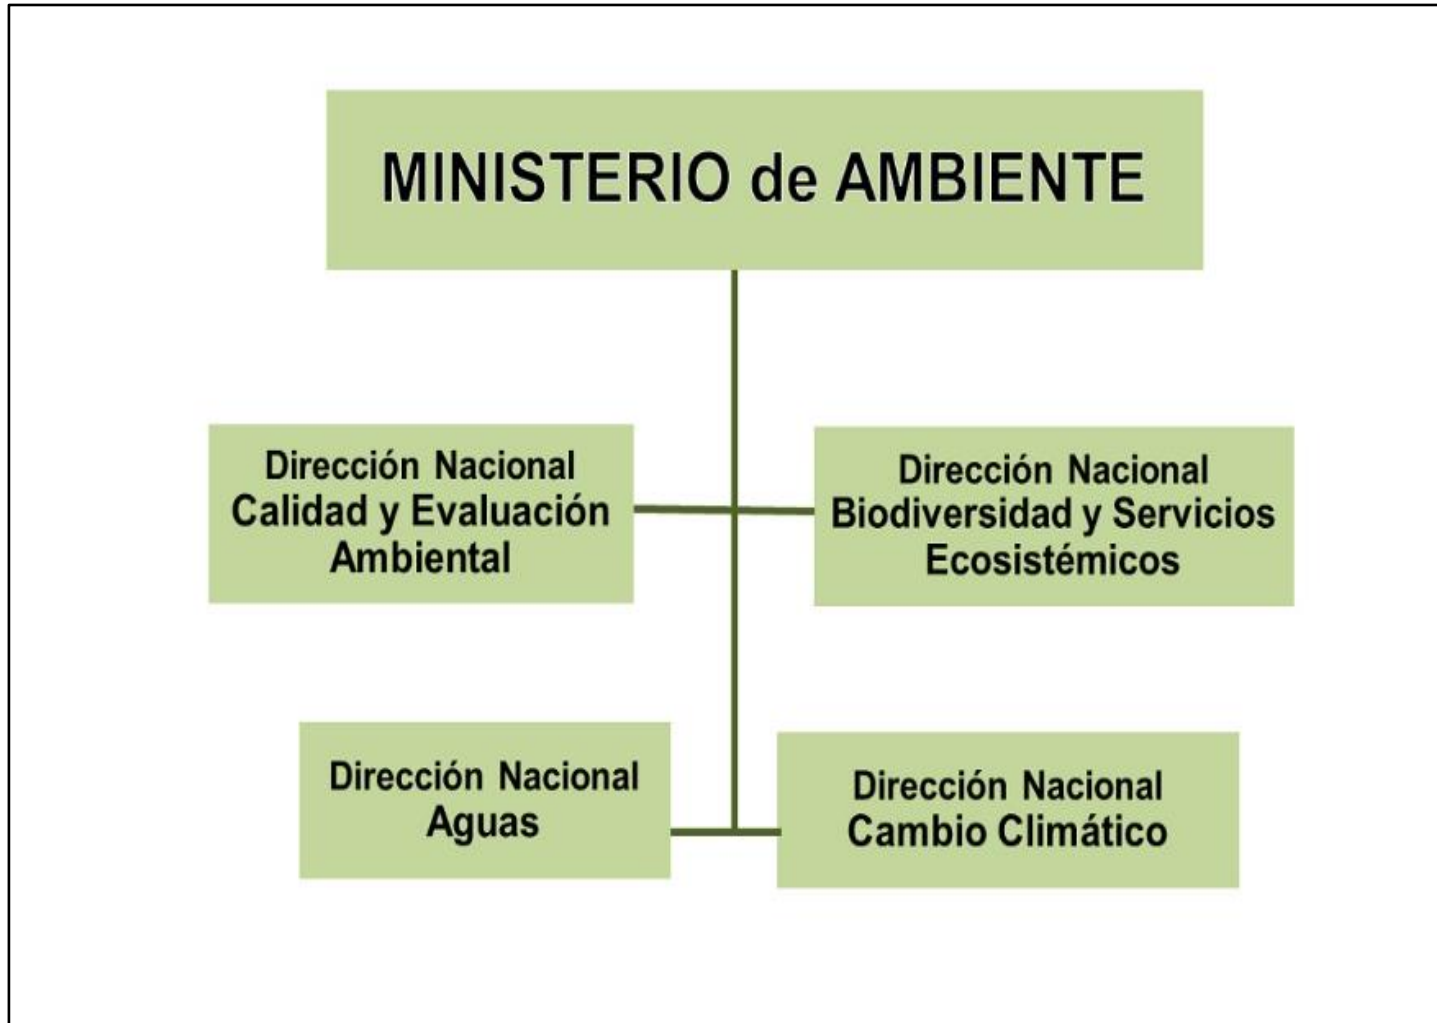 MINISTERIO de AMBIENTE
Dirección Nacional
Calidad y Evaluación
Ambiental
Dirección Nacional
Biodiversidad y Servicios
Ecosistémicos
Dirección Nacional
Aguas
Dirección Nacional
Cambio Climático